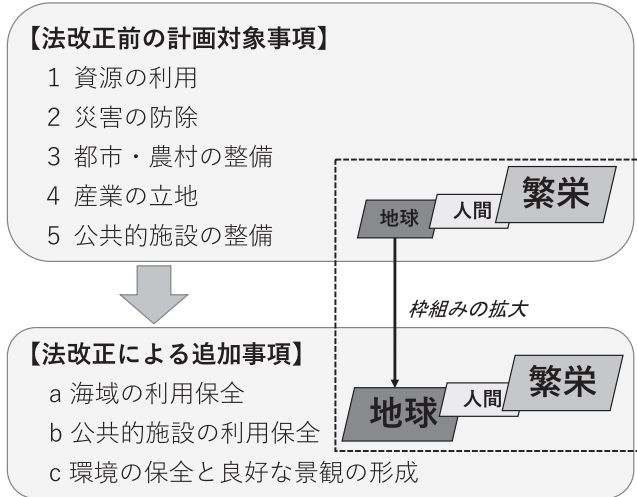 【法改正前の計画対象事項】
1 資源の利用
2 災害の防除
3 都市・農村の整備
4 産業の立地
5 公共的施設の整備
地球
人間
繁栄
枠組みの拡大
【法改正による追加事項】
a 海域の利用保全
b 公共的施設の利用保全
c 環境の保全と良好な景観の形成
地球
人間
繁栄